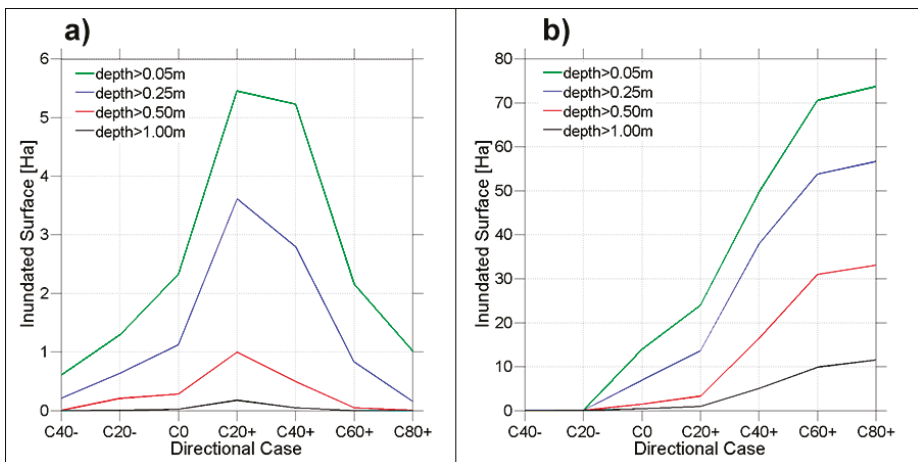 a)
Inundated Surface [Ha]
6
5
4
3
2
1
0
depth>0.05m
depth>0.25m
depth>0.50m
depth>1.00m
C40- C20- C0 C20+ C40+ C60+ C80+
Directional Case
b)
Inundated Surface [Ha]
80
70
60
50
40
30
20
10
0
depth>0.05m
depth>0.25m
depth>0.50m
depth>1.00m
C40- C20- C0 C20+ C40+ C60+ C80+
Directional Case